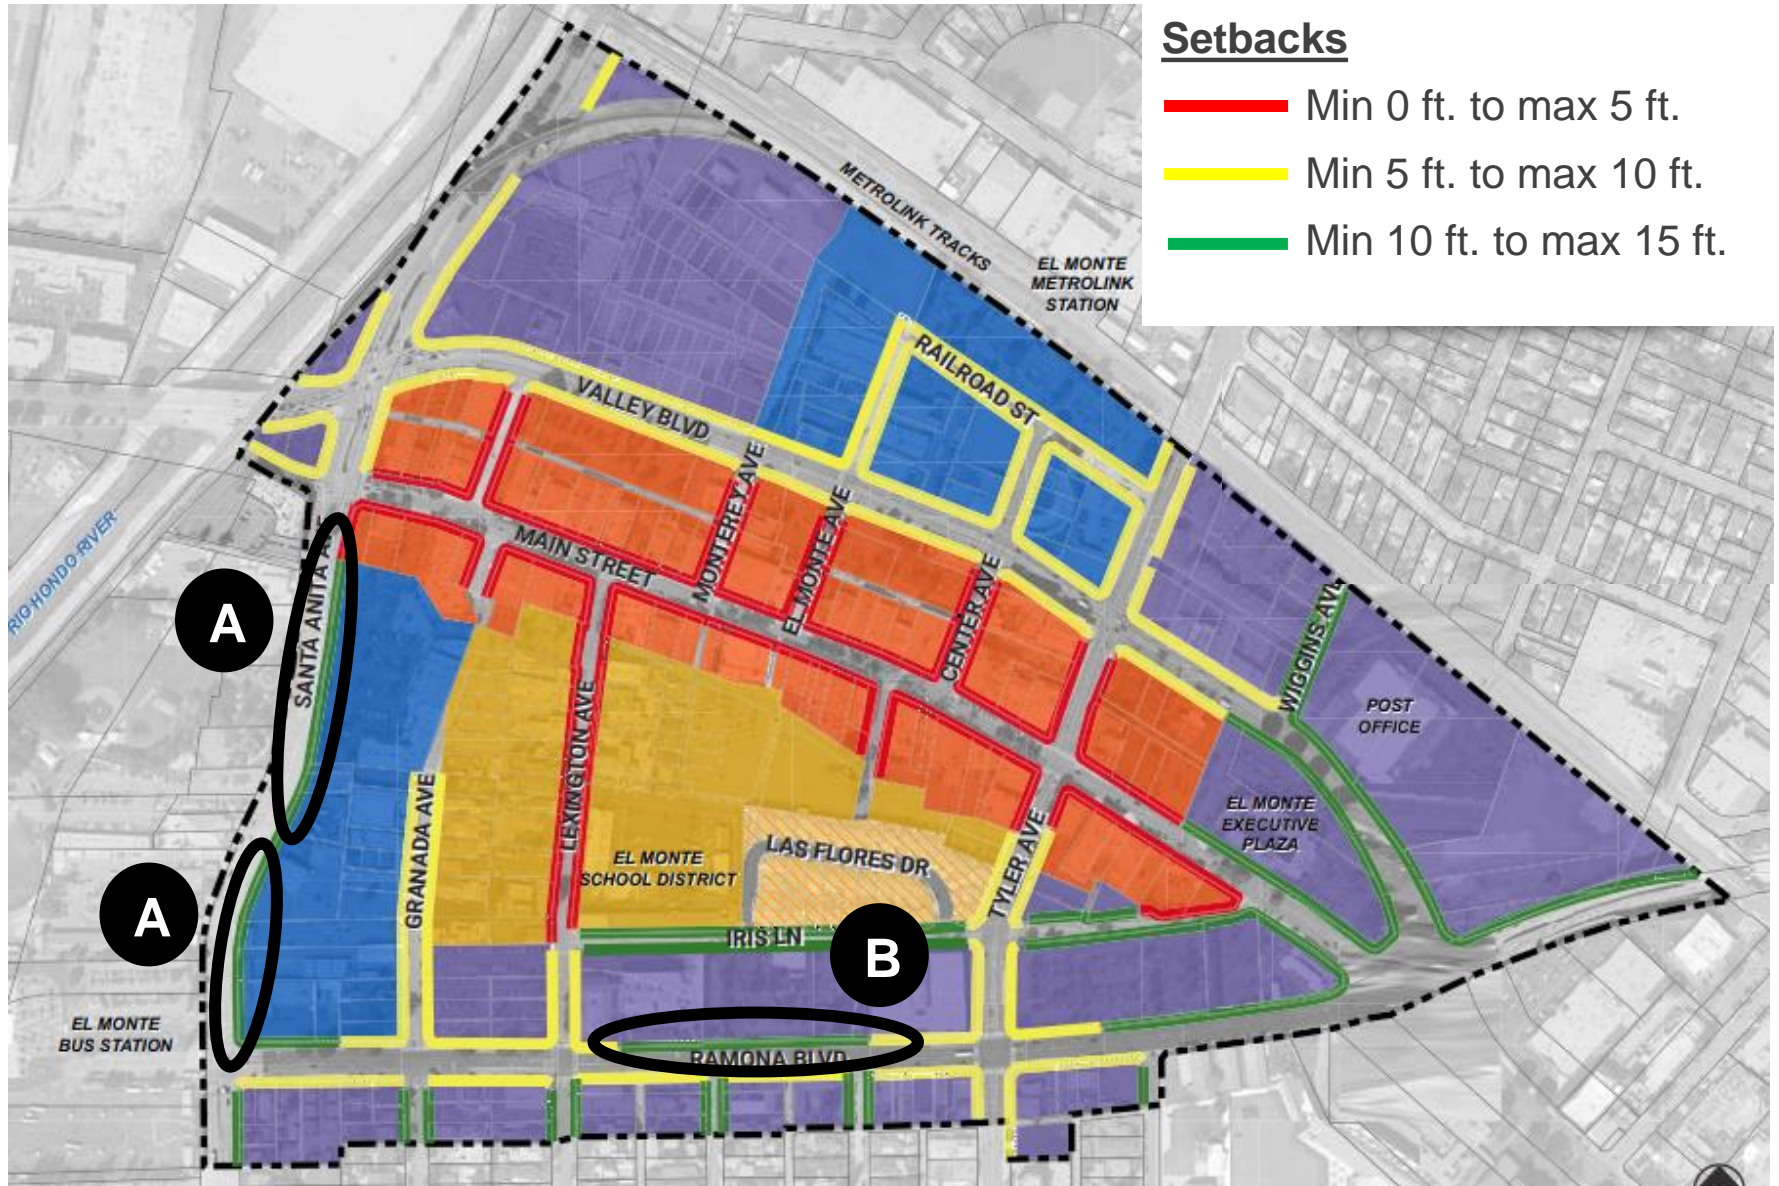 Setbacks
Min 0 ft. to max 5 ft.
Min 5 ft. to max 10 ft.
Min 10 ft. to max 15 ft.
METROLINK TRACKS
EL MONTE
METROLINK
STATION
RAILROAD ST
VALLEY BLVD
MONTEREY AVE
EL MONTE AVE
MAIN STREET
CENTER AVE
RIO HONDO RIVER
SANTA ANITA A
A
WIGGINS AVE
POST
OFFICE
LEXINGTON AVE
GRANADA AVE
EL MONTE
EXECUTIVE
PLAZA
LAS FLORES DR
TYLER AVE
EL MONTE
SCHOOL DISTRICT
A
IRIS LN
B
EL MONTE
BUS STATION
RAMONA BLVD